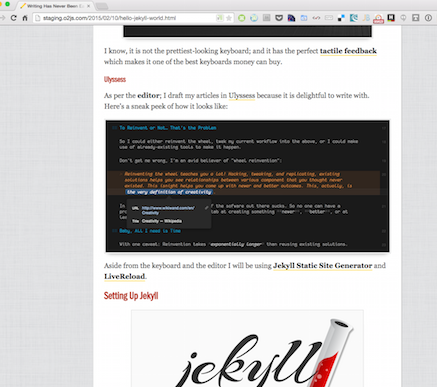 Writing Has Never Been E
staging.o2js.com/2015/02/10/hello-jekyll-world.html
I know, it is not the prettiest-looking keyboard; and it has the perfect tactile feedback
which makes it one of the best keyboards money can buy.
Ulyssess
As per the editor; I draft my articles in Ulyssess because it is delightful to write with.
Here's a sneak peek of how it looks like:
To Reinvent or Not… That's the Problem
Do I could either reinvent the wheel, took my current workflow into the above, or I could make
use of already-existing tools to make it happen.
Don't get me wrong, I'm an avid believer of "wheel reinvention":
Reinventing the wheel teaches you a lot! Hosting, tweaking, and replicating existing
solutions helps you see relationships between various component that you thought never
existed. This insight helps you come up with newer and better outcomes. This, actually, is
the very definition of creativity
URL http://www.wikiwand.com/en/
Creativity
Title Creativity — Wikipedia
of the software out there sucks. So no one can have a
at creating something "newer", "better", or at
Baby, All I need is Time
With one caveat: Reinvention takes *exponentially longer* than reusing existing solutions.
Aside from the keyboard and the editor I will be using Jekyll Static Site Generator and
LiveReload.
Setting Up Jekyll
jekyll